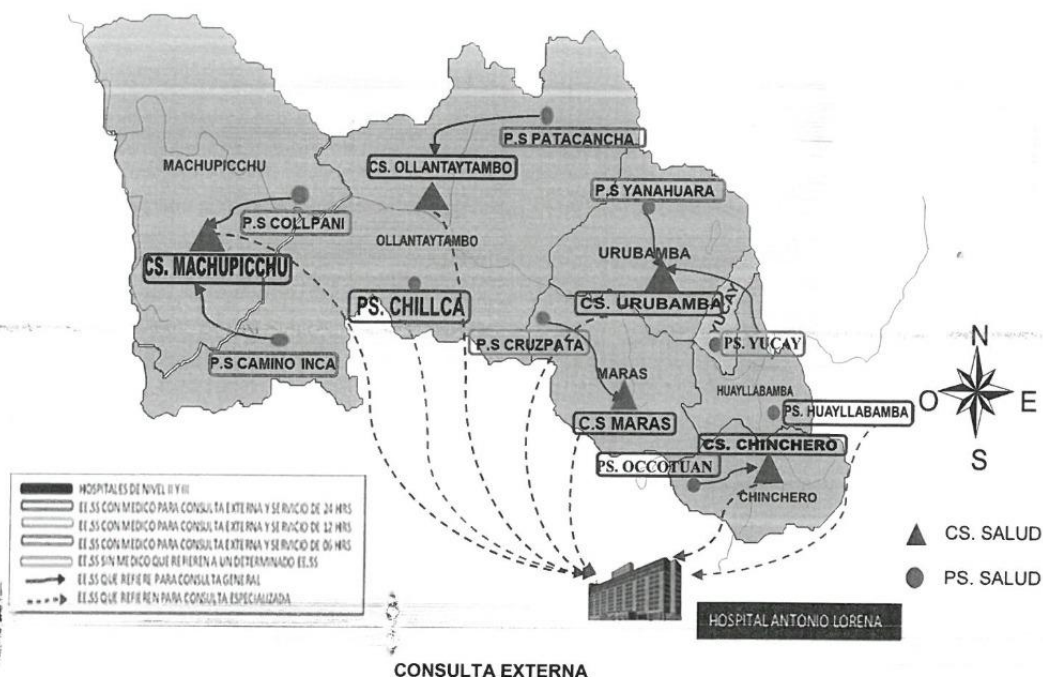 P.S PATACANCHA
CS. OLLANTAYTAMBO
MACHUPICCHU
P.S YANAHUARA
P.S COLLPANI
OLLANTAYTAMBO
URUBAMBA
CS. MACHUPICCHU
PS. CHILLCA
CS. URUBAMBA
YUCAY
P.S CRUZPATA
PS. YUCAY
P.S CAMINO INCA
MARAS
HUAYLLABAMBA
PS. HUAYLLABAMBA
C.S MARAS
CS. CHINCHERO
PS. OCCOTUAN
CHINCHERO
N
O
E
S
HOSPITALES DE NIVEL II Y III
EE.SS CON MEDICO PARA CONSULTA EXTERNA Y SERVICIO DE 24 HRS
EE.SS CON MEDICO PARA CONSULTA EXTERNA Y SERVICIO DE 12 HRS
EE.SS CON MEDICO PARA CONSULTA EXTERNA Y SERVICIO DE 06 HRS
EE.SS SIN MEDICO QUE REFIEREN A UN DETERMINADO EE.SS
EE.SS QUE REFIERE PARA CONSULTA GENERAL
EE.SS QUE REFIEREN PARA CONSULTA ESPECIALIZADA
CS. SALUD
PS. SALUD
HOSPITAL ANTONIO LORENA
CONSULTA EXTERNA